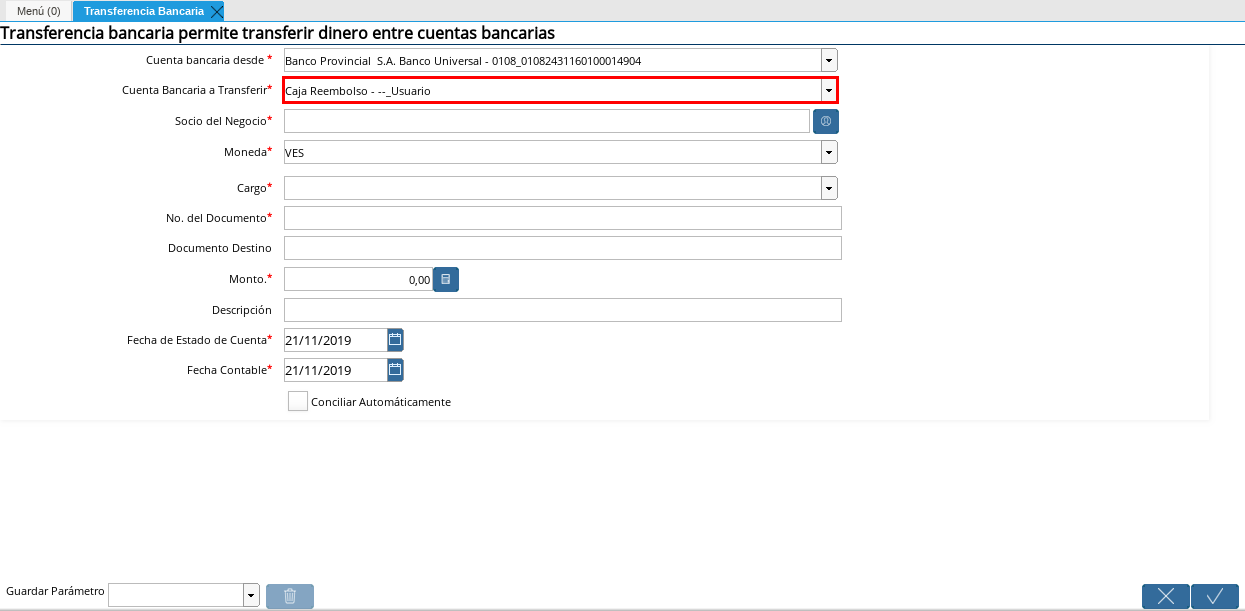 Menú (0)
Transferencia Bancaria
Transferencia bancaria permite transferir dinero entre cuentas bancarias
Cuenta bancaria desde * Banco Provincial S.A. Banco Universal - 0108_01082431160100014904
Cuenta Bancaria a Transferir* Caja Reembolso - --_Usuario
Socio del Negocio*
Moneda* VES
Cargo*
No. del Documento*
Documento Destino
Monto.* 0,00
Descripción
Fecha de Estado de Cuenta* 21/11/2019
Fecha Contable* 21/11/2019
Conciliar Automáticamente
Guardar Parámetro